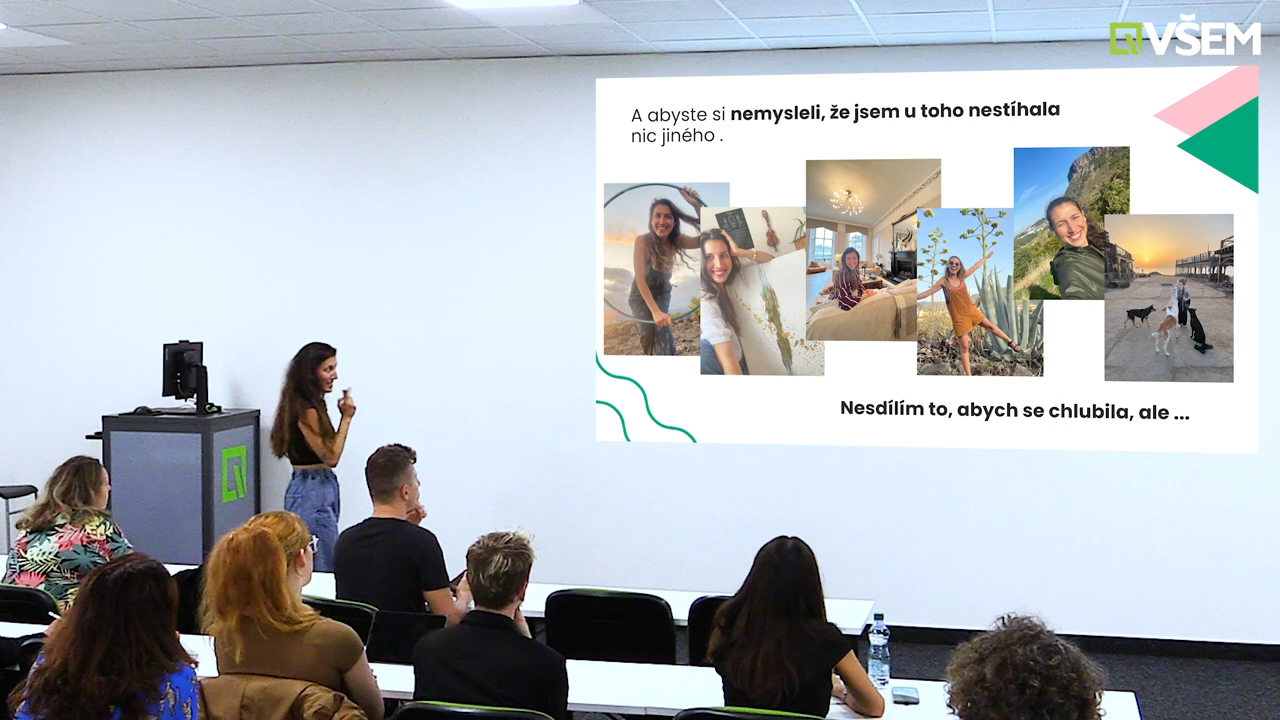 VŠEM
A abyste si nemysleli, že jsem u toho nestíhala
nic jiného .
Nesdílím to, abych se chlubila, ale ...